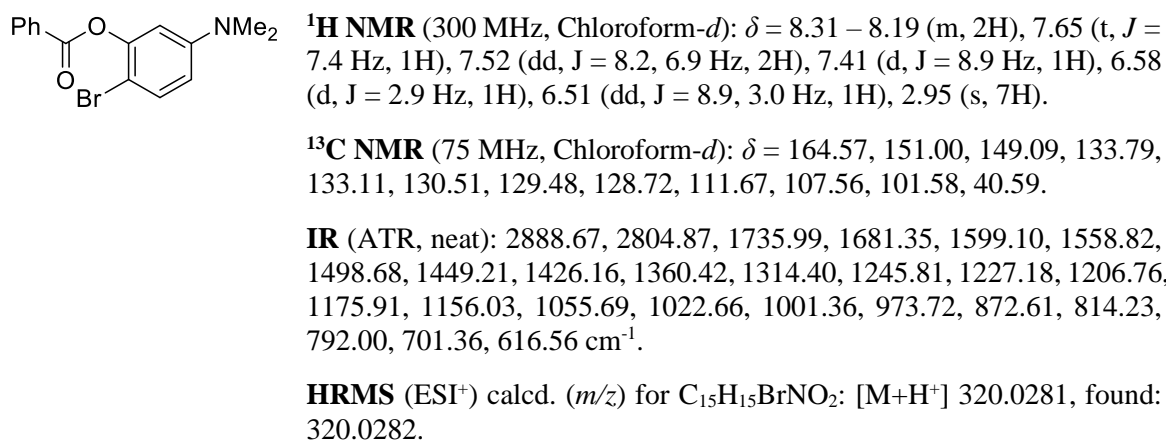 Ph
O
O
Br
NMe₂
¹H NMR (300 MHz, Chloroform-d): δ = 8.31 – 8.19 (m, 2H), 7.65 (t, J =
7.4 Hz, 1H), 7.52 (dd, J = 8.2, 6.9 Hz, 2H), 7.41 (d, J = 8.9 Hz, 1H), 6.58
(d, J = 2.9 Hz, 1H), 6.51 (dd, J = 8.9, 3.0 Hz, 1H), 2.95 (s, 7H).
¹³C NMR (75 MHz, Chloroform-d): δ = 164.57, 151.00, 149.09, 133.79,
133.11, 130.51, 129.48, 128.72, 111.67, 107.56, 101.58, 40.59.
IR (ATR, neat): 2888.67, 2804.87, 1735.99, 1681.35, 1599.10, 1558.82,
1498.68, 1449.21, 1426.16, 1360.42, 1314.40, 1245.81, 1227.18, 1206.76,
1175.91, 1156.03, 1055.69, 1022.66, 1001.36, 973.72, 872.61, 814.23,
792.00, 701.36, 616.56 cm⁻¹.
HRMS (ESI⁺) calcd. (m/z) for C₁₅H₁₅BrNO₂: [M+H⁺] 320.0281, found:
320.0282.